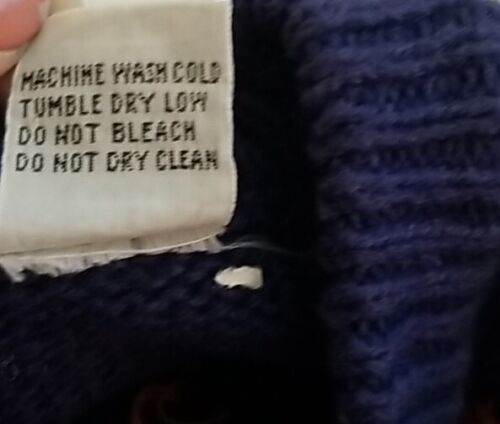 MACHINE WASH COLD
TUMBLE DRY LOW
DO NOT BLEACH
DO NOT DRY CLEAN